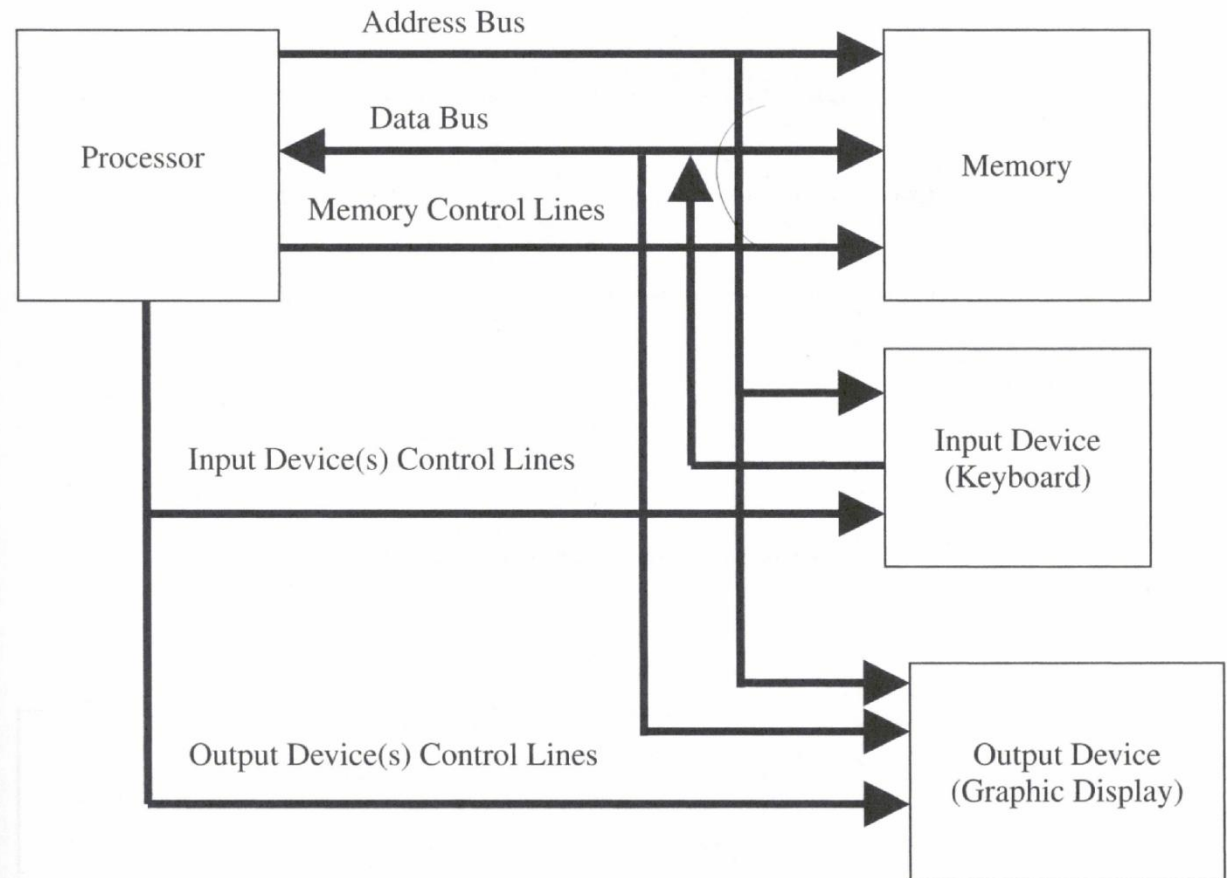 Address Bus
Processor
Data Bus
Memory Control Lines
Memory
Input Device(s) Control Lines
Input Device
(Keyboard)
Output Device(s) Control Lines
Output Device
(Graphic Display)